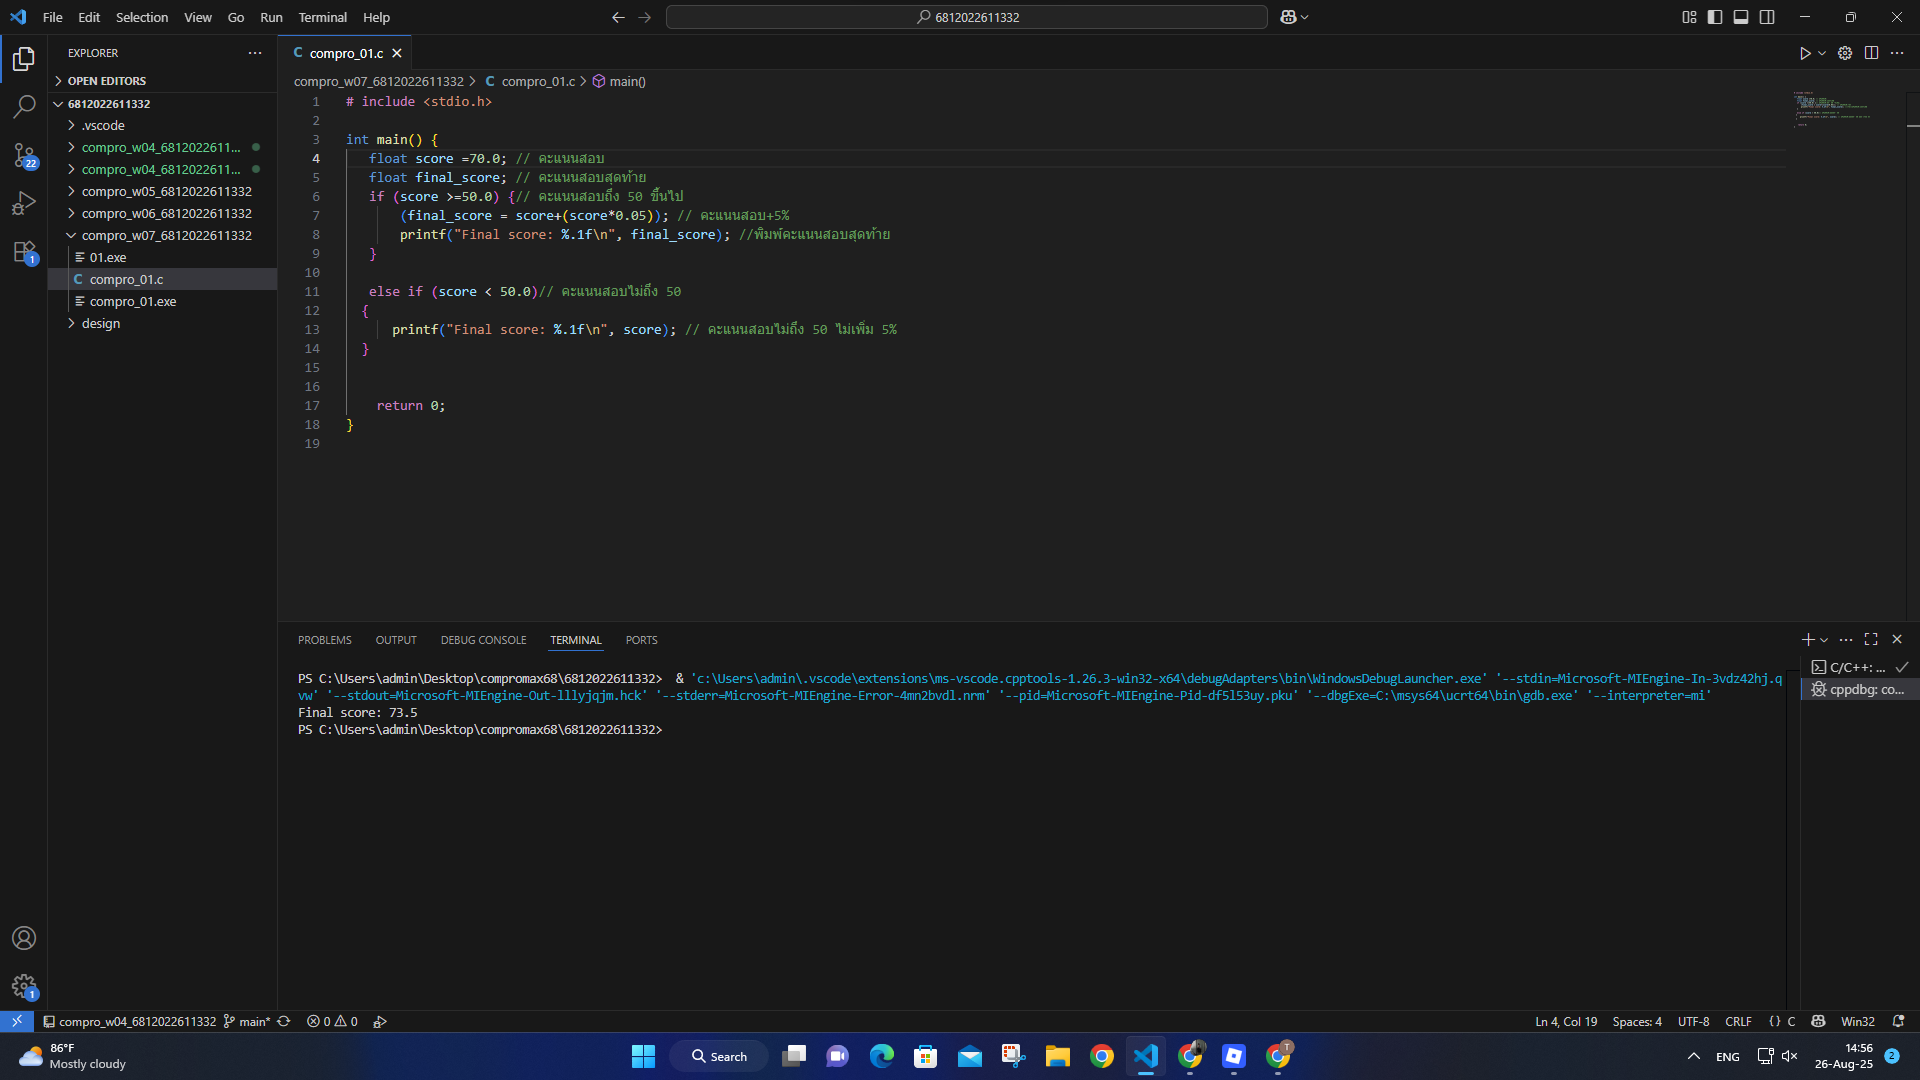 File Edit Selection View Go Run Terminal Help
6812022611332
EXPLORER
OPEN EDITORS
6812022611332
.vscode
compro_w04_6812022611...
compro_w04_6812022611...
compro_w05_6812022611332
compro_w06_6812022611332
compro_w07_6812022611332
01.exe
C compro_01.c
compro_01.exe
design
22
1
1
C compro_01.c
compro_w07_6812022611332 > C compro_01.c > main()
1 # include <stdio.h>
2
3 int main() {
4 float score =70.0; // คะแนนสอบ
5 float final_score; // คะแนนสอบสุดท้าย
6 if (score >=50.0) {// คะแนนสอบถึง 50 ขึ้นไป
7 (final_score = score+(score*0.05)); // คะแนนสอบ+5%
8 printf("Final score: %.1f\n", final_score); //พิมพ์คะแนนสอบสุดท้าย
9 }
10
11 else if (score < 50.0)// คะแนนสอบไม่ถึง 50
12 {
13 printf("Final score: %.1f\n", score); // คะแนนสอบไม่ถึง 50 ไม่เพิ่ม 5%
14 }
15
16
17 return 0;
18 }
19
PROBLEMS OUTPUT DEBUG CONSOLE TERMINAL PORTS
PS C:\Users\admin\Desktop\compromax68\6812022611332> & 'c:\Users\admin\.vscode\extensions\ms-vscode.cpptools-1.26.3-win32-x64\debugAdapters\bin\WindowsDebugLauncher.exe' '--stdin=Microsoft-MIEngine-In-3vdz42hj.q
vw' '--stdout=Microsoft-MIEngine-Out-lllyjqjm.hck' '--stderr=Microsoft-MIEngine-Error-4mn2bvdl.nrm' '--pid=Microsoft-MIEngine-Pid-df5l53uy.pku' '--dbgExe=C:\msys64\ucrt64\bin\gdb.exe' '--interpreter=mi'
Final score: 73.5
PS C:\Users\admin\Desktop\compromax68\6812022611332>
C/C++: ...
cppdbg: co...
compro_w04_6812022611332 main* 0 0
Ln 4, Col 19 Spaces: 4 UTF-8 CRLF {} C Win32
86°F
Mostly cloudy
Search
T
ENG
14:56
26-Aug-25
2